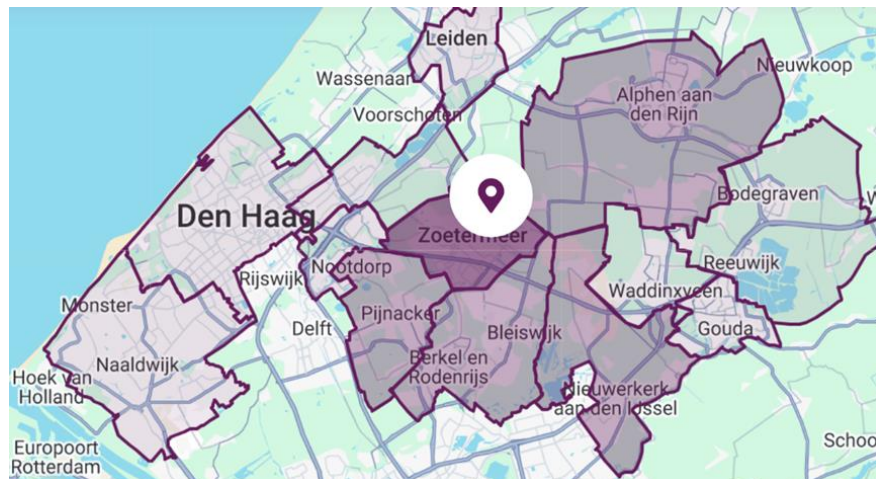 Leiden
Wassenaar
Nieuwkoop
Alphen aan
den Rijn
Voorschoten
Bodegraven
Den Haag
Zoetermeer
Nootdorp
Rijswijk
Reeuwijk
Waddinxveen
Monster
Pijnacker
Delft
Bleiswijk
Gouda
Naaldwijk
Berkel en
Rodenrijs
Hoek van
Holland
Nieuwerkerk
aan den IJssel
Europoort
Rotterdam
Schoo